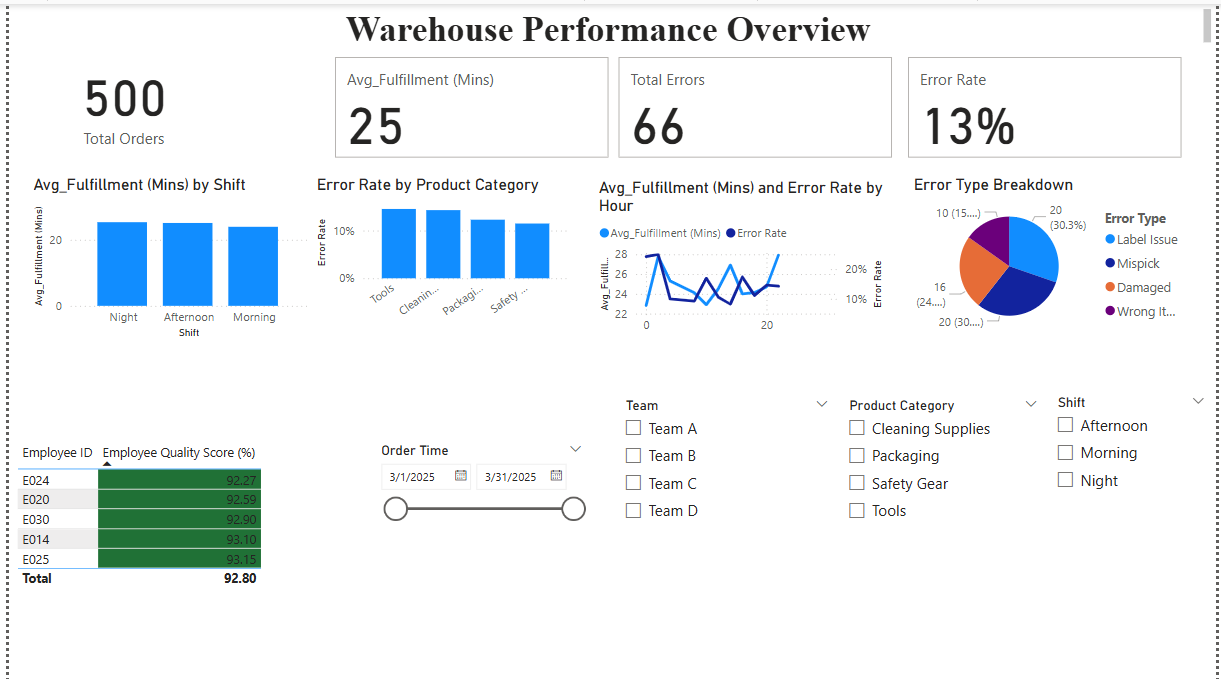 Warehouse Performance Overview
500
Total Orders
Avg_Fulfillment (Mins)
25
Total Errors
66
Error Rate
13%
Avg_Fulfillment (Mins) by Shift
Avg_Fulfillment (Mins)
20
0
Night
Afternoon
Morning
Shift
Error Rate by Product Category
Error Rate
10%
0%
Tools
Cleanin...
Packagi...
Safety ...
Avg_Fulfillment (Mins) and Error Rate by
Hour
Avg_Fulfillment (Mins)
Error Rate
Avg_Fulfill...
28
26
24
22
0
20
20%
10%
Error Rate
Error Type Breakdown
10 (15....)
20
(30.3%)
16
(24....)
20 (30....)
Error Type
Label Issue
Mispick
Damaged
Wrong It...
Employee ID Employee Quality Score (%)
E024 92.27
E020 92.59
E030 92.90
E014 93.10
E025 93.15
Total 92.80
Order Time
3/1/2025
3/31/2025
Team
Team A
Team B
Team C
Team D
Product Category
Cleaning Supplies
Packaging
Safety Gear
Tools
Shift
Afternoon
Morning
Night